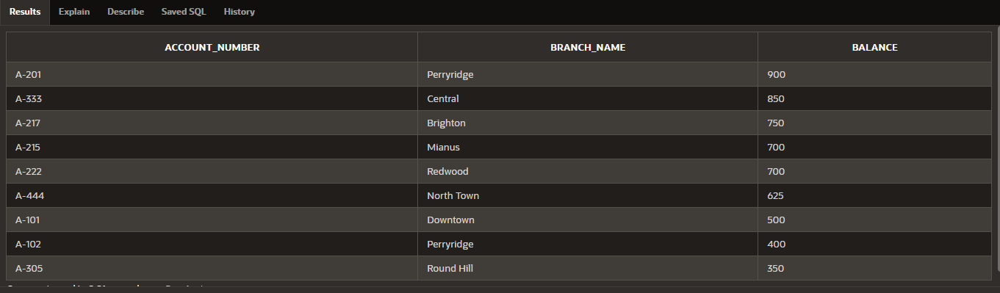 Results Explain Describe Saved SQL History
ACCOUNT_NUMBER BRANCH_NAME BALANCE
A-201 Perryridge 900
A-333 Central 850
A-217 Brighton 750
A-215 Mianus 700
A-222 Redwood 700
A-444 North Town 625
A-101 Downtown 500
A-102 Perryridge 400
A-305 Round Hill 350